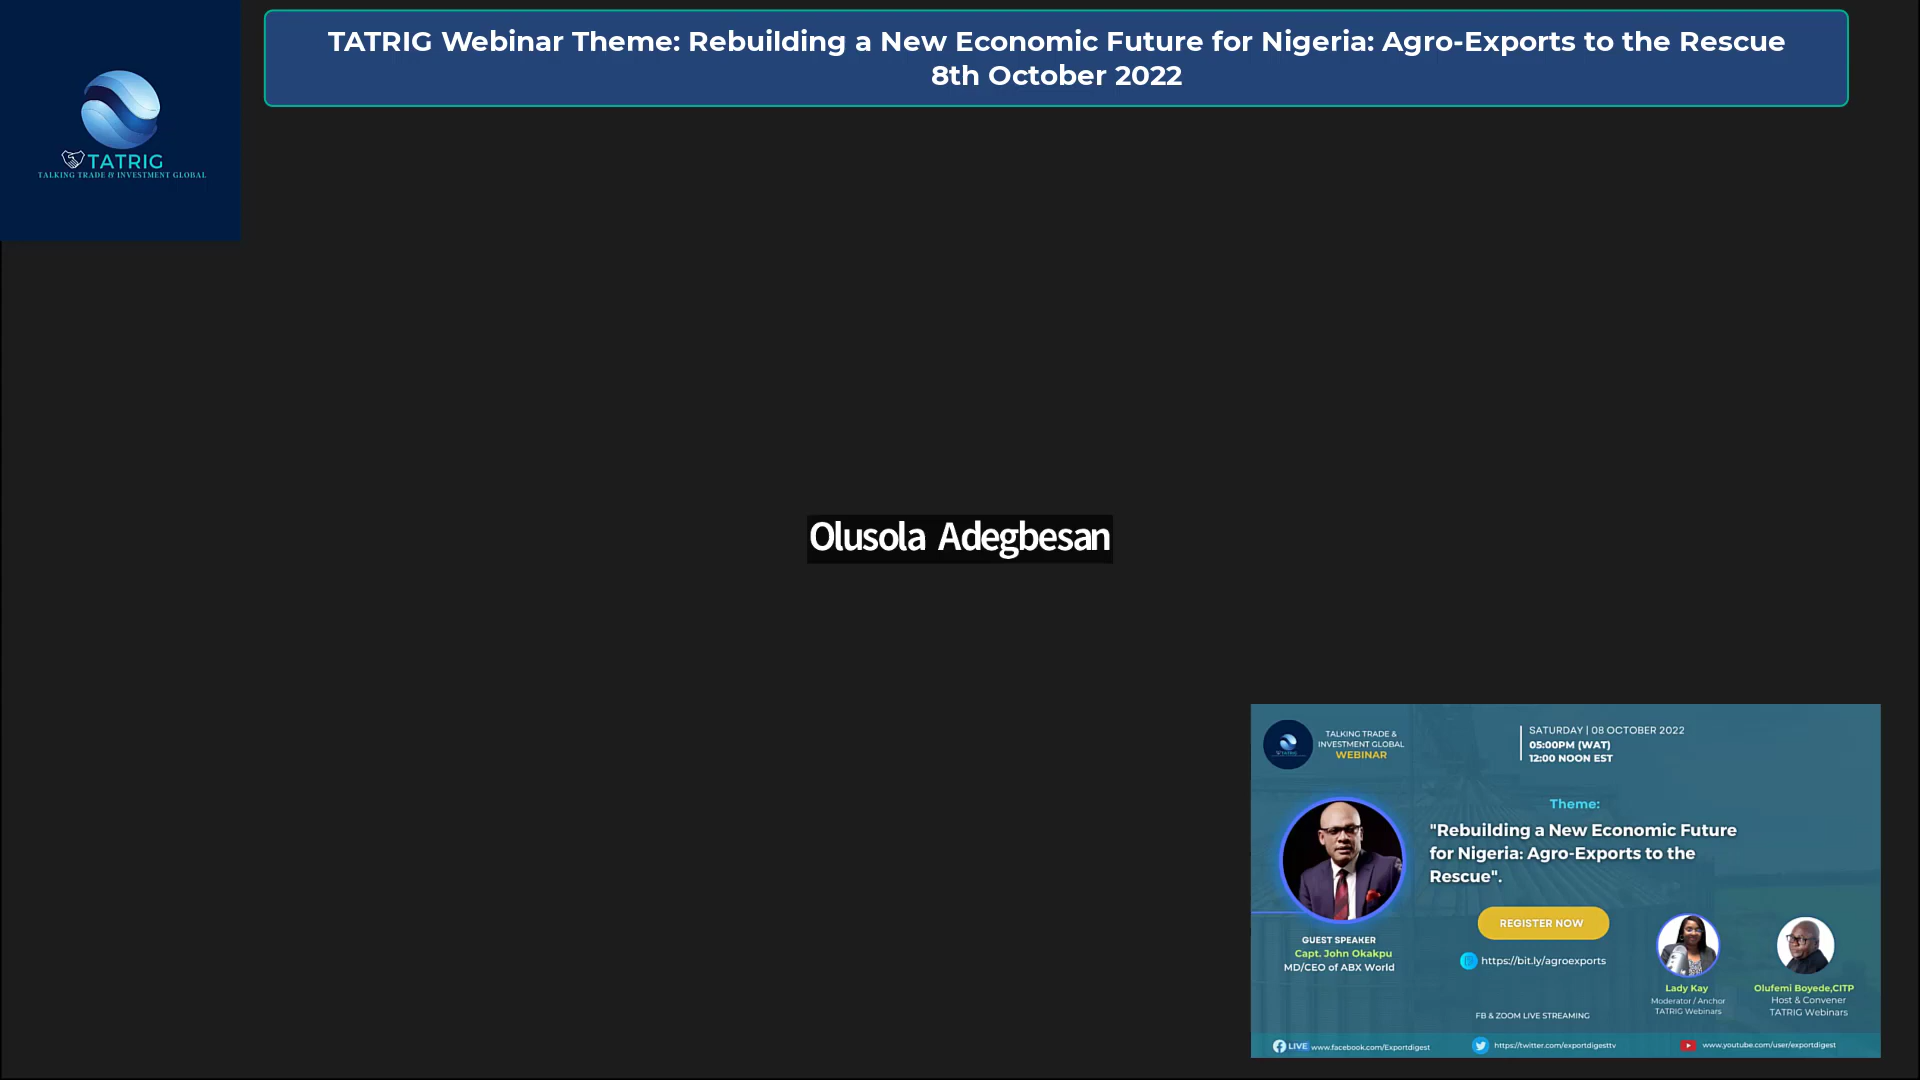 TATRIG Webinar Theme: Rebuilding a New Economic Future for Nigeria: Agro-Exports to the Rescue
8th October 2022
TATRIG
TALKING TRADE & INVESTMENT GLOBAL
Olusola Adegbesan
TALKING TRADE &
INVESTMENT GLOBAL
WEBINAR
SATURDAY | 08 OCTOBER 2022
05:00PM (WAT)
12:00 NOON EST
Theme:
"Rebuilding a New Economic Future
for Nigeria: Agro-Exports to the
Rescue".
REGISTER NOW
https://bit.ly/agroexports
GUEST SPEAKER
Capt. John Okakpu
MD/CEO of ABX World
Lady Kay
Moderator / Anchor
TATRIG Webinars
Olufemi Boyede,CITP
Host & Convener
TATRIG Webinars
FB & ZOOM LIVE STREAMING
LIVE www.facebook.com/Exportdigest
https://twitter.com/exportdigesttv
www.youtube.com/user/exportdigest